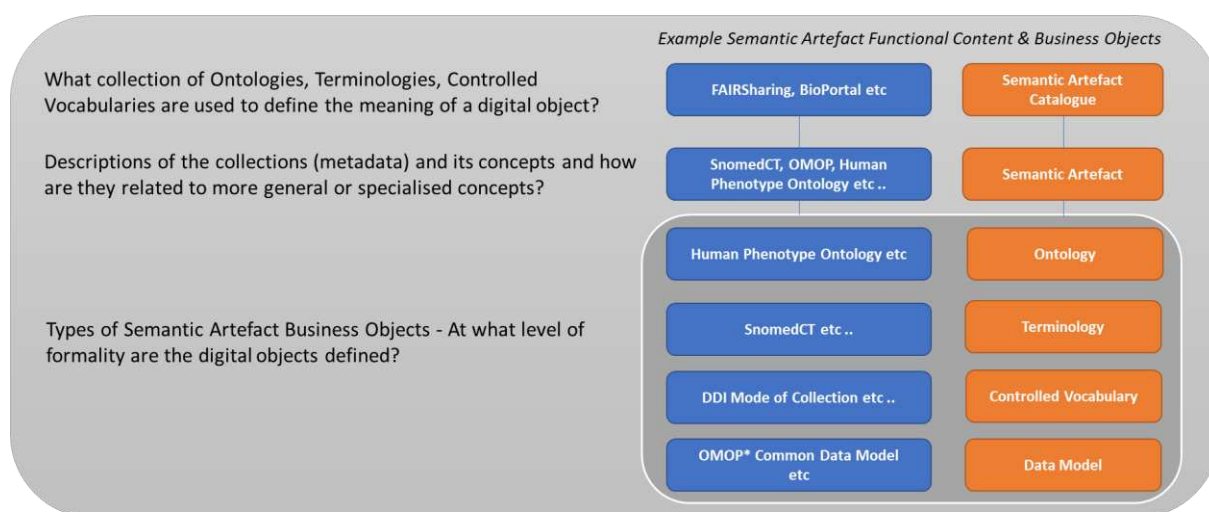 Example Semantic Artefact Functional Content & Business Objects
What collection of Ontologies, Terminologies, Controlled
Vocabularies are used to define the meaning of a digital object?
FAIRSharing, BioPortal etc
Semantic Artefact
Catalogue
Descriptions of the collections (metadata) and its concepts and how
are they related to more general or specialised concepts?
SnomedCT, OMOP, Human
Phenotype Ontology etc ..
Semantic Artefact
Types of Semantic Artefact Business Objects - At what level of
formality are the digital objects defined?
Human Phenotype Ontology etc
Ontology
SnomedCT etc ..
Terminology
DDI Mode of Collection etc ..
Controlled Vocabulary
OMOP* Common Data Model
etc
Data Model